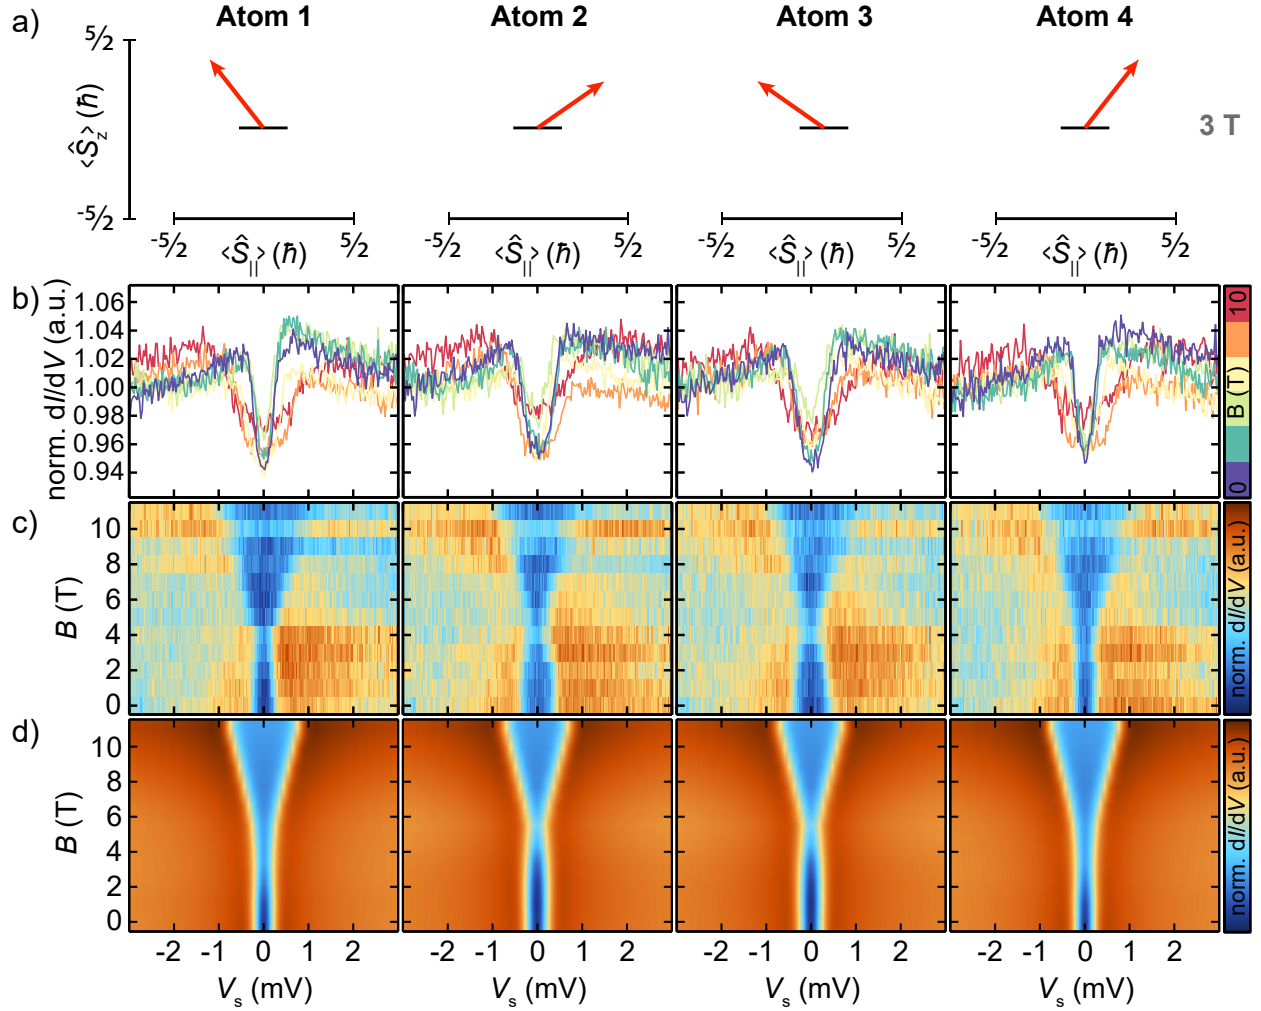 a) Atom 1 Atom 2 Atom 3 Atom 4
5/2
<Ŝz> (ħ)
3 T
-5/2
-5/2 5/2 -5/2 5/2 -5/2 5/2 -5/2 5/2
<Ŝ||> (ħ) <Ŝ||> (ħ) <Ŝ||> (ħ) <Ŝ||> (ħ)
b)
norm. dI/dV (a.u.)
1.06
1.04
1.02
1.00
0.98
0.96
0.94
10
B (T)
0
c)
B (T)
10
8
6
4
2
0
norm. dI/dV (a.u.)
d)
B (T)
10
8
6
4
2
0
norm. dI/dV (a.u.)
-2 -1 0 1 2 -2 -1 0 1 2 -2 -1 0 1 2 -2 -1 0 1 2
Vs (mV) Vs (mV) Vs (mV) Vs (mV)